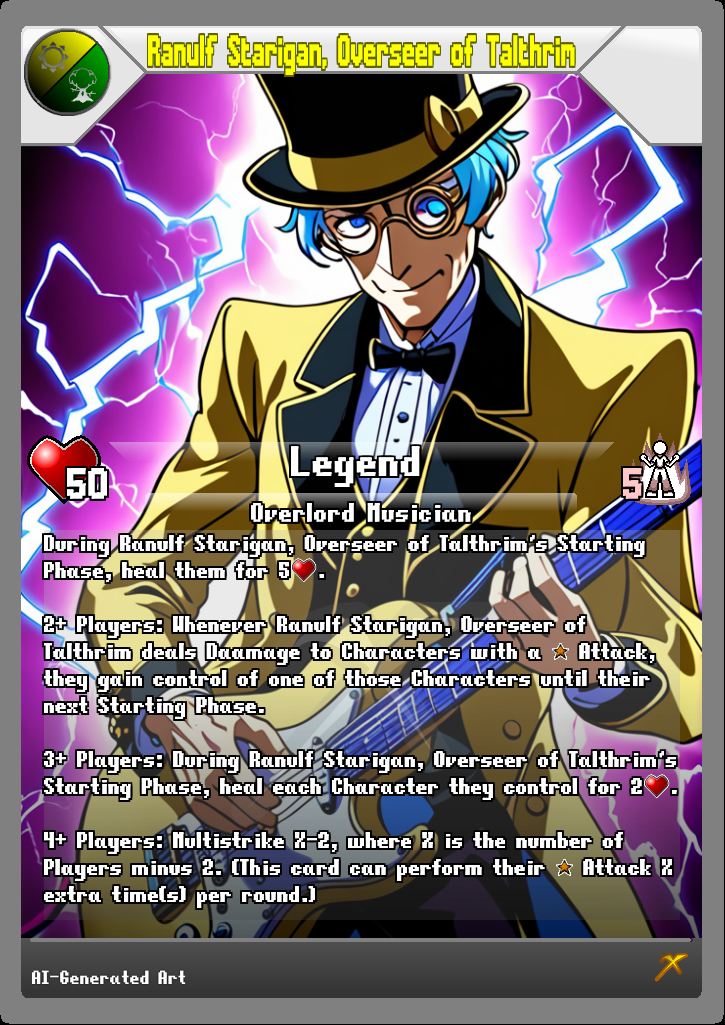 Ranulf Starigan, Overseer of Talthrim
50
Legend
5
Overlord Musician
During Ranulf Starigan, Overseer of Talthrim's Starting
Phase, heal them for 5.
2+ Players: Whenever Ranulf Starigan, Overseer of
Talthrim deals Daamage to Characters with a Attack,
they gain control of one of those Characters until their
next Starting Phase.
3+ Players: During Ranulf Starigan, Overseer of Talthrim's
Starting Phase, heal each Character they control for 2.
4+ Players: Multistrike X-2, where X is the number of
Players minus 2. (This card can perform their Attack X
extra time(s) per round.)
AI-Generated Art